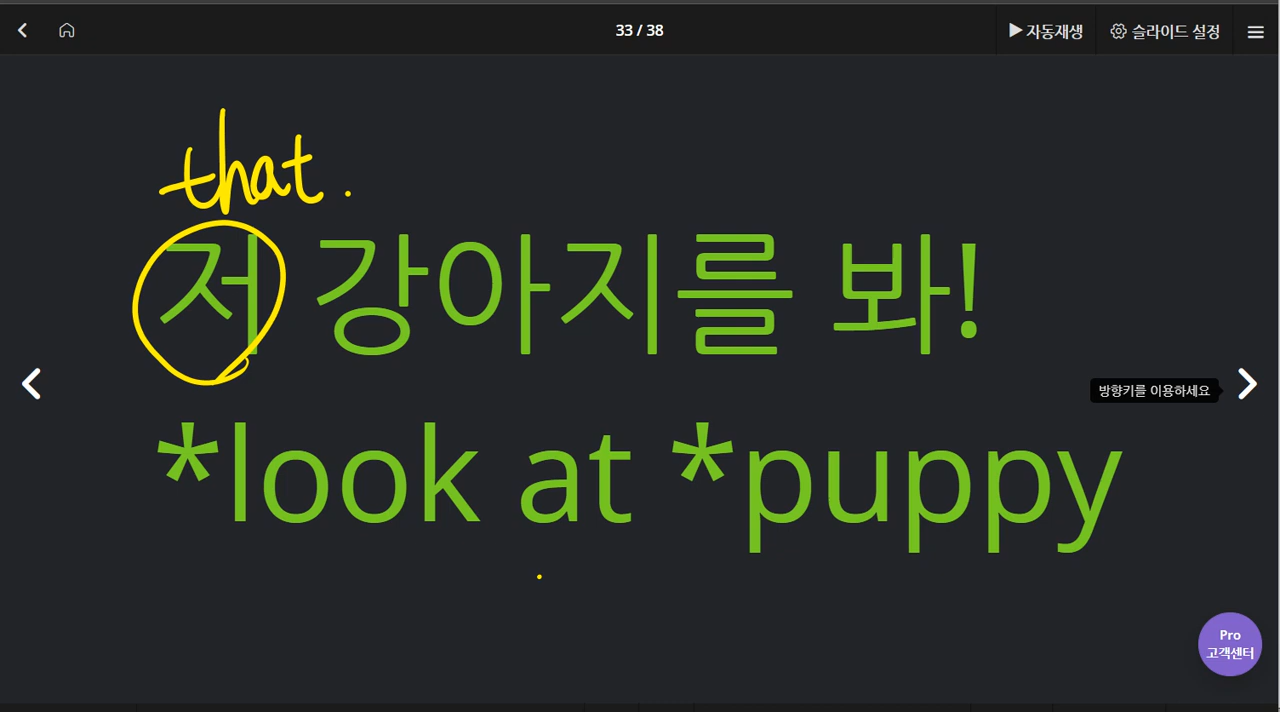 33 / 38
자동재생
슬라이드 설정
that.
저 강아지를 봐!
방향키를 이용하세요
*look at *puppy
Pro
고객센터